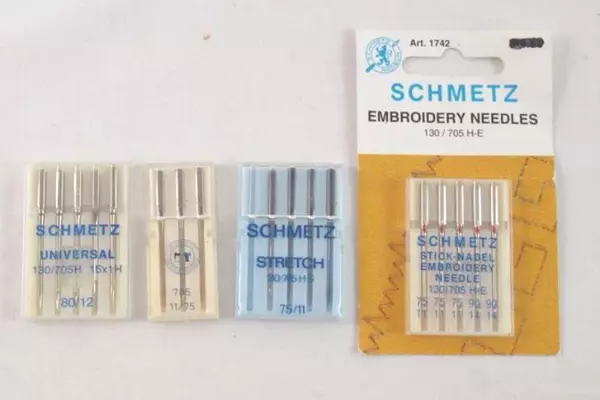 SCHMETZ
UNIVERSAL
130/705H 15x1H
80/12
705
11/75
SCHMETZ
STRETCH
75/11
Art. 1742
SCHMETZ
EMBROIDERY NEEDLES
130 / 705 H-E
SCHMETZ
STICK-NADEL
EMBROIDERY
NEEDLE
130/705 H-E
75 75 75 90 90
11 11 11 14 14